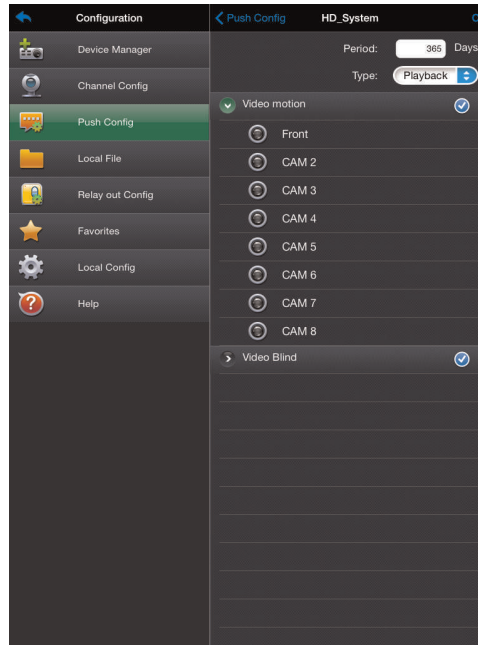 Configuration
Device Manager
Channel Config
Push Config
Local File
Relay out Config
Favorites
Local Config
Help
Push Config
HD_System
Period: 365 Days
Type: Playback
Video motion
Front
CAM 2
CAM 3
CAM 4
CAM 5
CAM 6
CAM 7
CAM 8
Video Blind